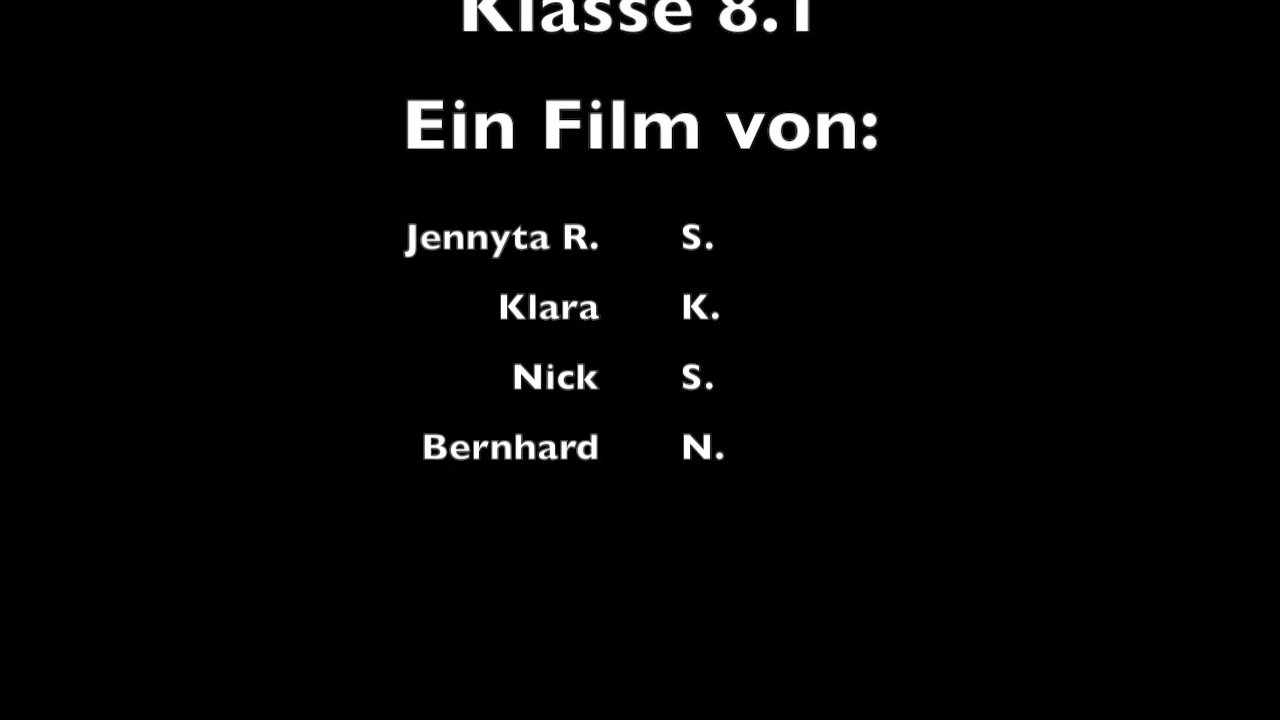 Klasse 8.1
Ein Film von:
Jennyta R. S.
Klara K.
Nick S.
Bernhard N.